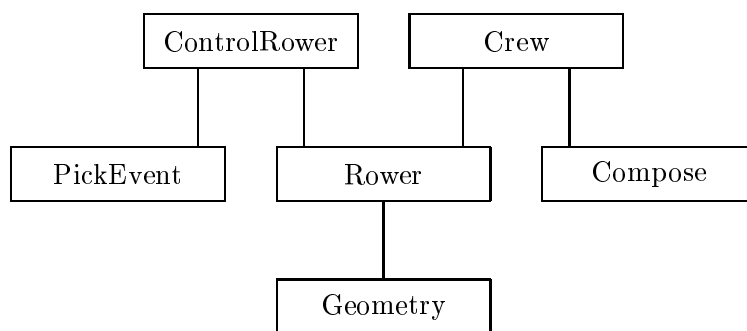 ControlRower
Crew
PickEvent
Rower
Compose
Geometry